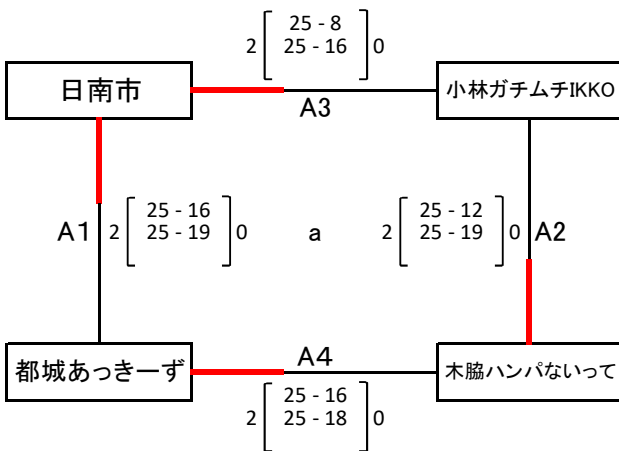 25 - 8
2 25 - 16 0
日南市
小林ガチムチIKKO
A3
25 - 16
A1 2 25 - 19 0
a
25 - 12
2 25 - 19 0 A2
都城あっきーず
A4
木脇ハンパないって
25 - 16
2 25 - 18 0